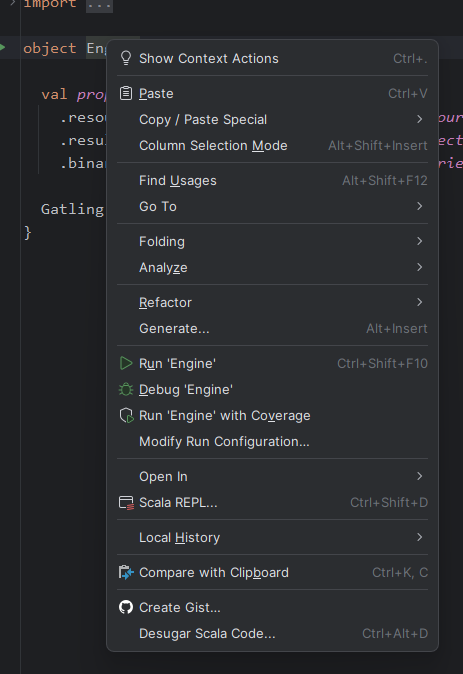 import ...
object Eng
Show Context Actions Ctrl+.
val prop
Paste Ctrl+V
.resou
Copy / Paste Special
our
.resul
Column Selection Mode Alt+Shift+Insert
ect
.binar
rie
Find Usages Alt+Shift+F12
Gatling
Go To
}
Folding
Analyze
Refactor
Generate... Alt+Insert
Run 'Engine' Ctrl+Shift+F10
Debug 'Engine'
Run 'Engine' with Coverage
Modify Run Configuration...
Open In
Scala REPL... Ctrl+Shift+D
Local History
Compare with Clipboard Ctrl+K, C
Create Gist...
Desugar Scala Code... Ctrl+Alt+D